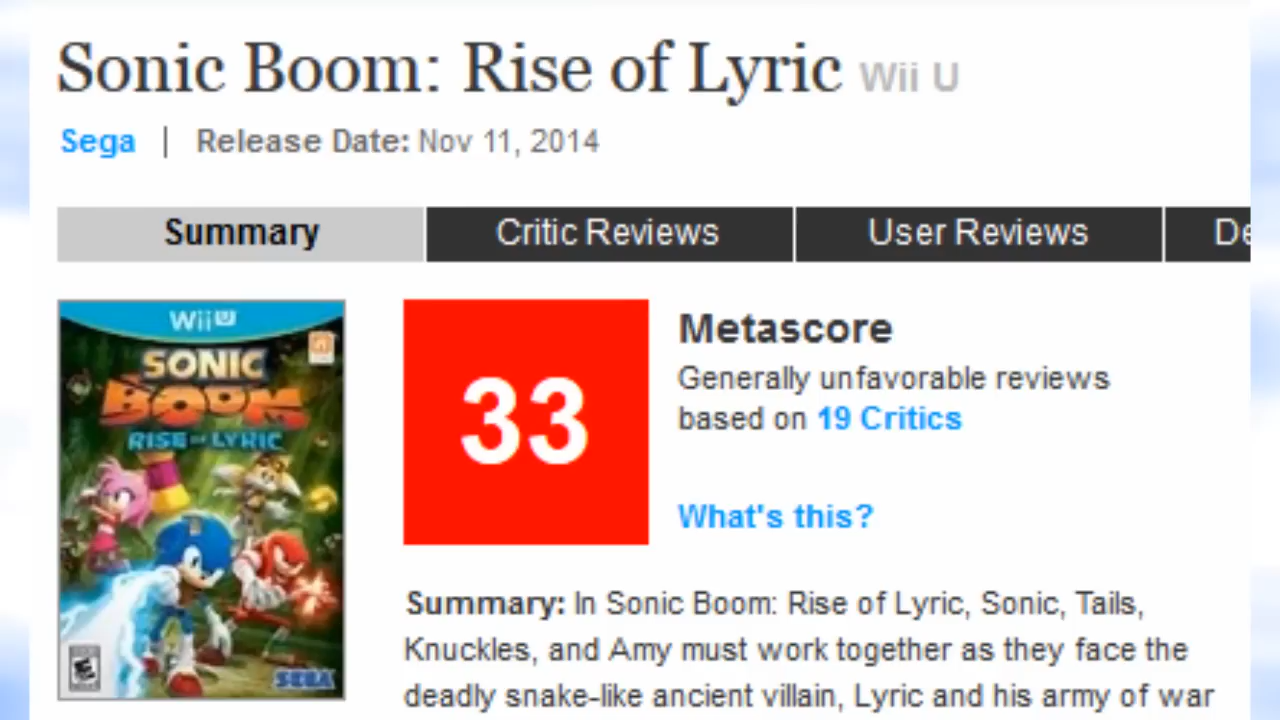 Sonic Boom: Rise of Lyric Wii U
Sega | Release Date: Nov 11, 2014
Summary Critic Reviews User Reviews De
WiiU
SONIC
BOOM
RISE OF LYRIC
E
SEGA
33
Metascore
Generally unfavorable reviews
based on 19 Critics
What's this?
Summary: In Sonic Boom: Rise of Lyric, Sonic, Tails,
Knuckles, and Amy must work together as they face the
deadly snake-like ancient villain, Lyric and his army of war